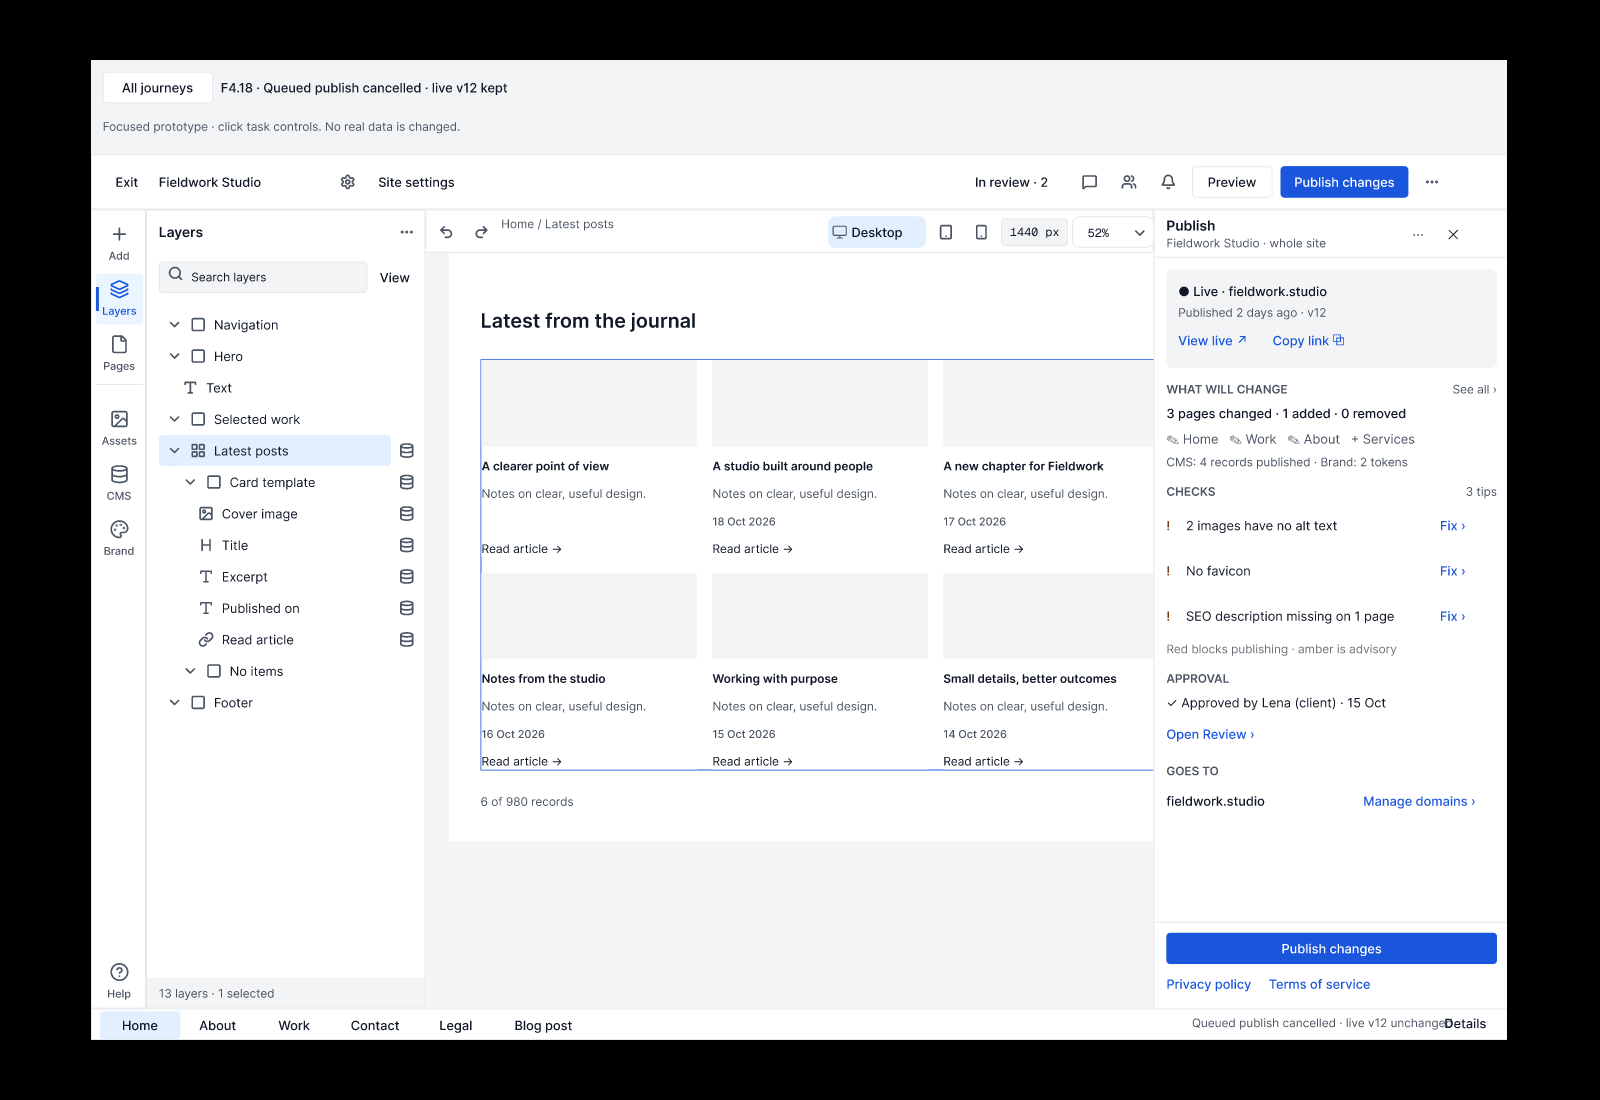 All journeys F4.18 · Queued publish cancelled · live v12 kept
Focused prototype · click task controls. No real data is changed.
Exit Fieldwork Studio Site settings In review · 2 Preview Publish changes
Add
Layers
Pages
Assets
CMS
Brand
Help
Layers
Search layers View
Navigation
Hero
Text
Selected work
Latest posts
Card template
Cover image
Title
Excerpt
Published on
Read article
No items
Footer
13 layers · 1 selected
Home / Latest posts Desktop 1440 px 52%
Latest from the journal
A clearer point of view
Notes on clear, useful design.
Read article →
A studio built around people
Notes on clear, useful design.
18 Oct 2026
Read article →
A new chapter for Fieldwork
Notes on clear, useful design.
17 Oct 2026
Read article →
Notes from the studio
Notes on clear, useful design.
16 Oct 2026
Read article →
Working with purpose
Notes on clear, useful design.
15 Oct 2026
Read article →
Small details, better outcomes
Notes on clear, useful design.
14 Oct 2026
Read article →
6 of 980 records
Publish
Fieldwork Studio · whole site
Live · fieldwork.studio
Published 2 days ago · v12
View live ↗ Copy link
WHAT WILL CHANGE See all ›
3 pages changed · 1 added · 0 removed
✎ Home ✎ Work ✎ About + Services
CMS: 4 records published · Brand: 2 tokens
CHECKS 3 tips
! 2 images have no alt text Fix ›
! No favicon Fix ›
! SEO description missing on 1 page Fix ›
Red blocks publishing · amber is advisory
APPROVAL
✓ Approved by Lena (client) · 15 Oct
Open Review ›
GOES TO
fieldwork.studio Manage domains ›
Publish changes
Privacy policy Terms of service
Home About Work Contact Legal Blog post Queued publish cancelled · live v12 unchange Details